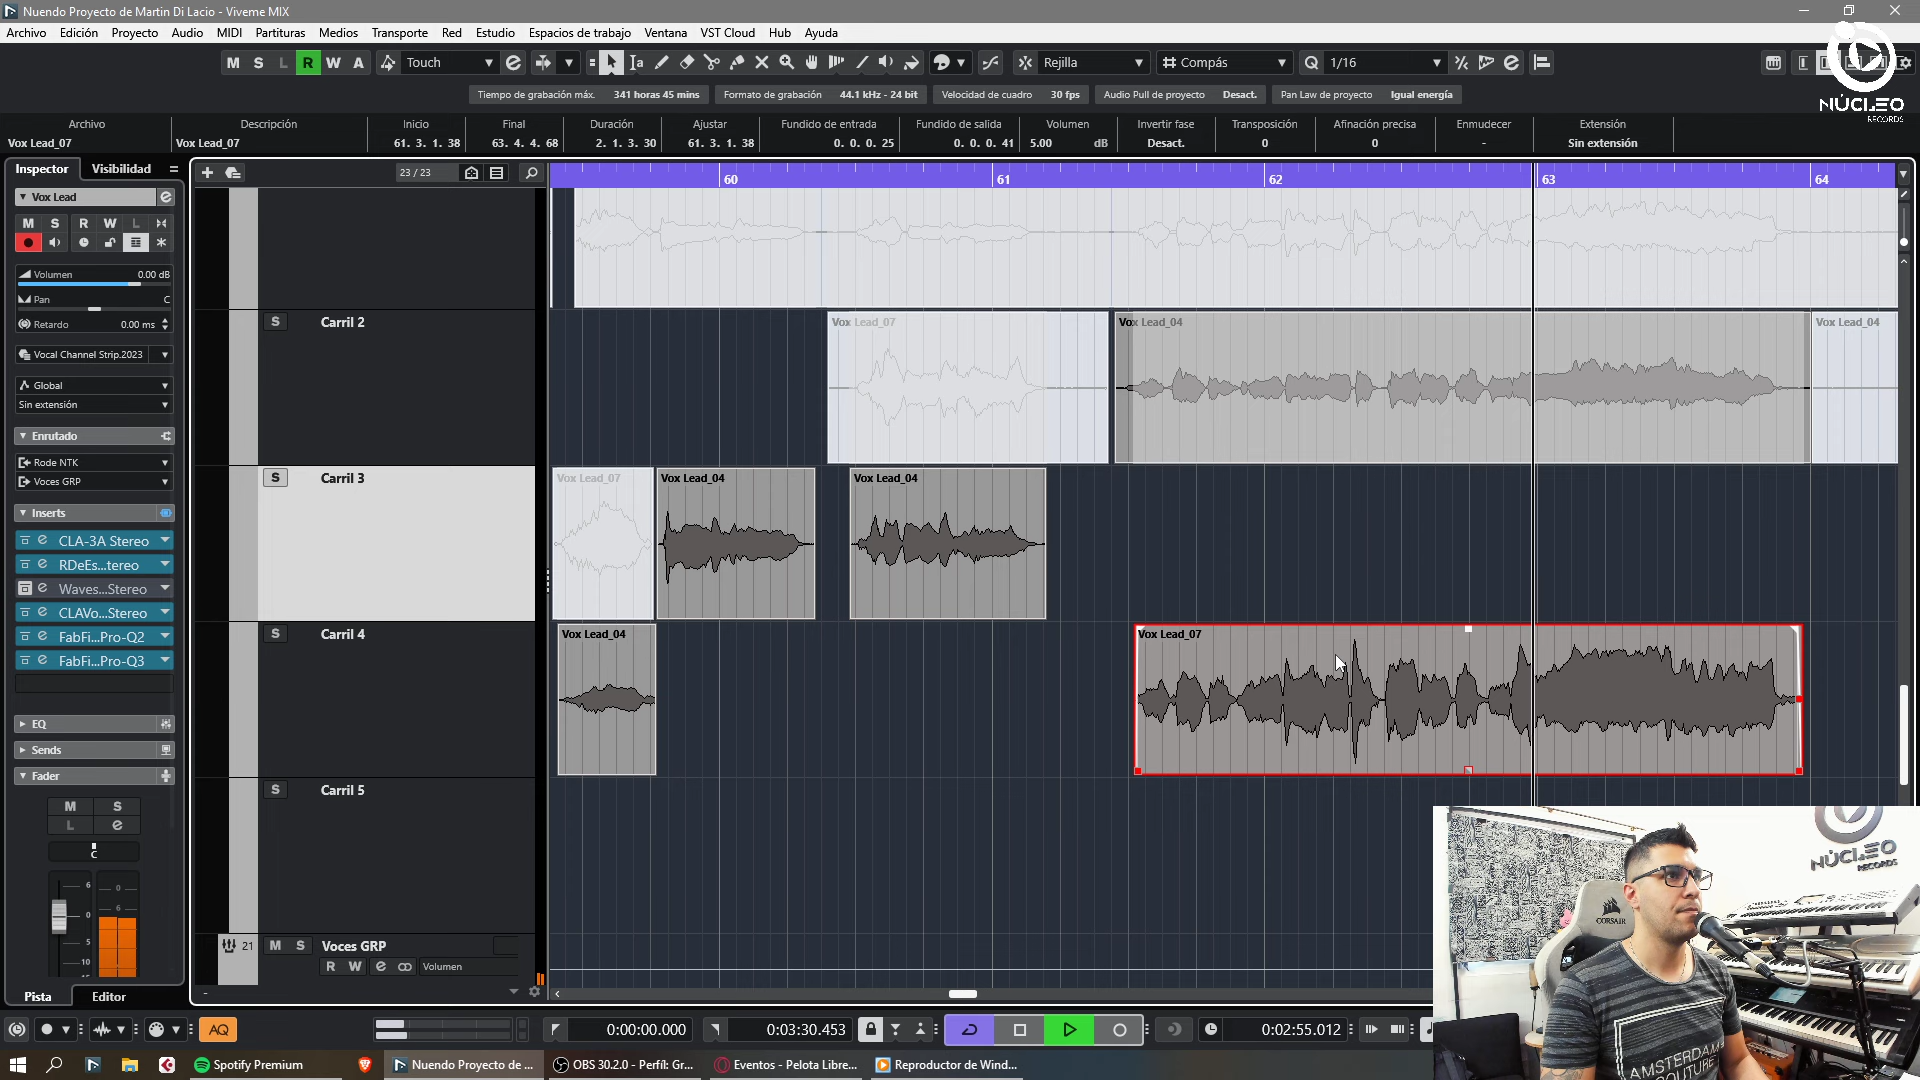 Nuendo Proyecto de Martin Di Lacio - Viveme MIX
Archivo Edición Proyecto Audio MIDI Partituras Medios Transporte Red Estudio Espacios de trabajo Ventana VST Cloud Hub Ayuda
M S L R W A Touch Rejilla Compás Q 1/16
NÚCLEO
RECORDS
Tiempo de grabación máx. 341 horas 45 mins Formato de grabación 44.1 kHz - 24 bit Velocidad de cuadro 30 fps Audio Pull de proyecto Desact. Pan Law de proyecto Igual energía
Archivo Descripción Inicio Final Duración Ajustar Fundido de entrada Fundido de salida Volumen Invertir fase Transposición Afinación precisa Enmudecer Extensión
Vox Lead_07 Vox Lead_07 61. 3. 1. 38 63. 4. 4. 68 2. 1. 3. 30 61. 3. 1. 38 0. 0. 0. 25 0. 0. 0. 41 5.00 dB Desact. 0 0 - Sin extensión
Inspector Visibilidad
23 / 23
60 61 62 63 64
Vox Lead
M S R W L
Volumen 0.00 dB
Pan C
Retardo 0.00 ms
Vocal Channel Strip.2023
Global
Sin extensión
Enrutado
Rode NTK
Voces GRP
Inserts
CLA-3A Stereo
RDeEs...tereo
Waves...Stereo
CLAVo...Stereo
FabFi...Pro-Q2
FabFi...Pro-Q3
EQ
Sends
Fader
M S
L e
C
6 0
0 6
5
10
S Carril 2
Vox Lead_07 Vox Lead_04 Vox Lead_04
S Carril 3
Vox Lead_07 Vox Lead_04 Vox Lead_04
S Carril 4
Vox Lead_04 Vox Lead_07
S Carril 5
21 M S Voces GRP
R W e Volumen
NÚCLEO
RECORDS
CORSAIR
AMSTERDAM
COUTURE
Pista Editor
AQ 0:00:00.000 0:03:30.453 0:02:55.012
Spotify Premium Nuendo Proyecto de ... OBS 30.2.0 - Perfil: Gr... Eventos - Pelota Libre... Reproductor de Wind...